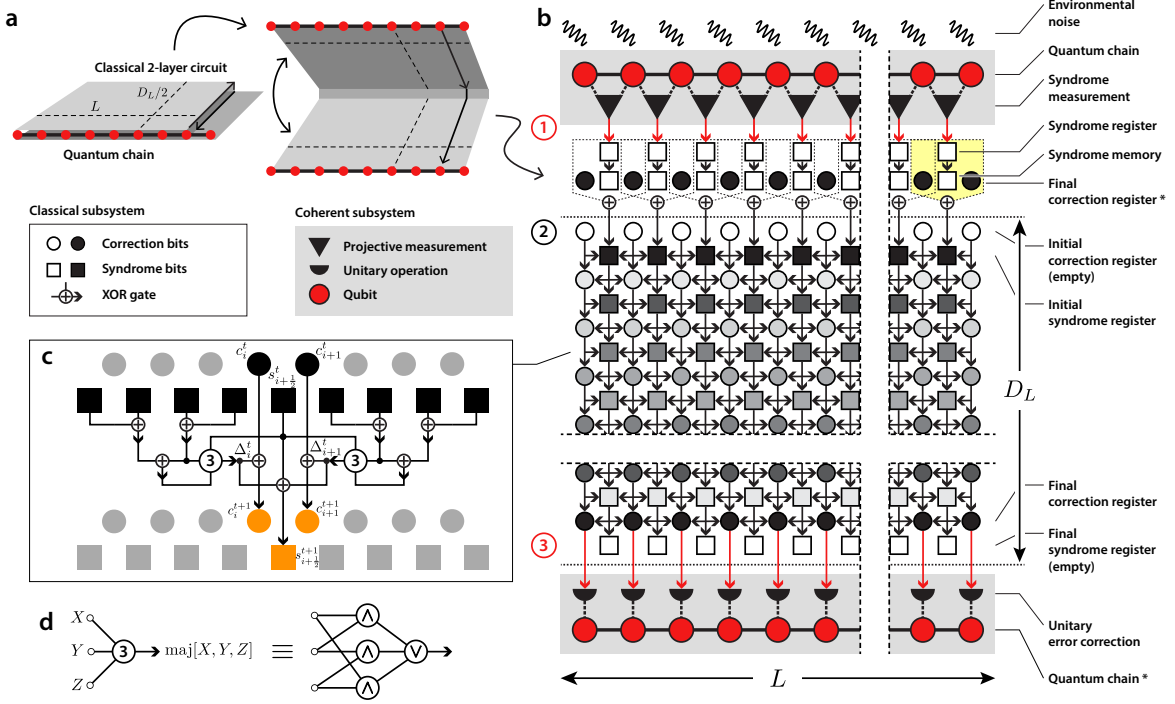 a
Classical 2-layer circuit
L
D_L/2
Quantum chain
Classical subsystem
Correction bits
Syndrome bits
XOR gate
Coherent subsystem
Projective measurement
Unitary operation
Qubit
b
Environmental
noise
Quantum chain
Syndrome
measurement
1
Syndrome register
Syndrome memory
Final
correction register *
2
Initial
correction register
(empty)
Initial
syndrome register
D_L
Final
correction register
3
Final
syndrome register
(empty)
Unitary
error correction
Quantum chain *
L
c
c_i^t
c_{i+1}^t
s_{i+\frac{1}{2}}^t
3
Δ_i^t
Δ_{i+1}^t
3
c_i^{t+1}
c_{i+1}^{t+1}
s_{i+\frac{1}{2}}^{t+1}
d
X
Y
Z
3
maj[X, Y, Z]
≡
∧
∧
∧
∨